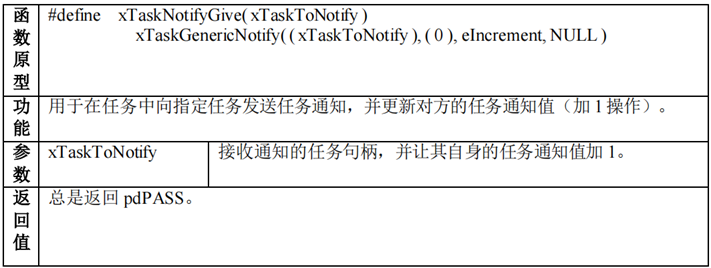 函数原型
#define xTaskNotifyGive( xTaskToNotify )
xTaskGenericNotify( ( xTaskToNotify ), ( 0 ), eIncrement, NULL )
功能
用于在任务中向指定任务发送任务通知，并更新对方的任务通知值（加 1 操作）。
参数
xTaskToNotify
接收通知的任务句柄，并让其自身的任务通知值加 1。
返回值
总是返回 pdPASS。